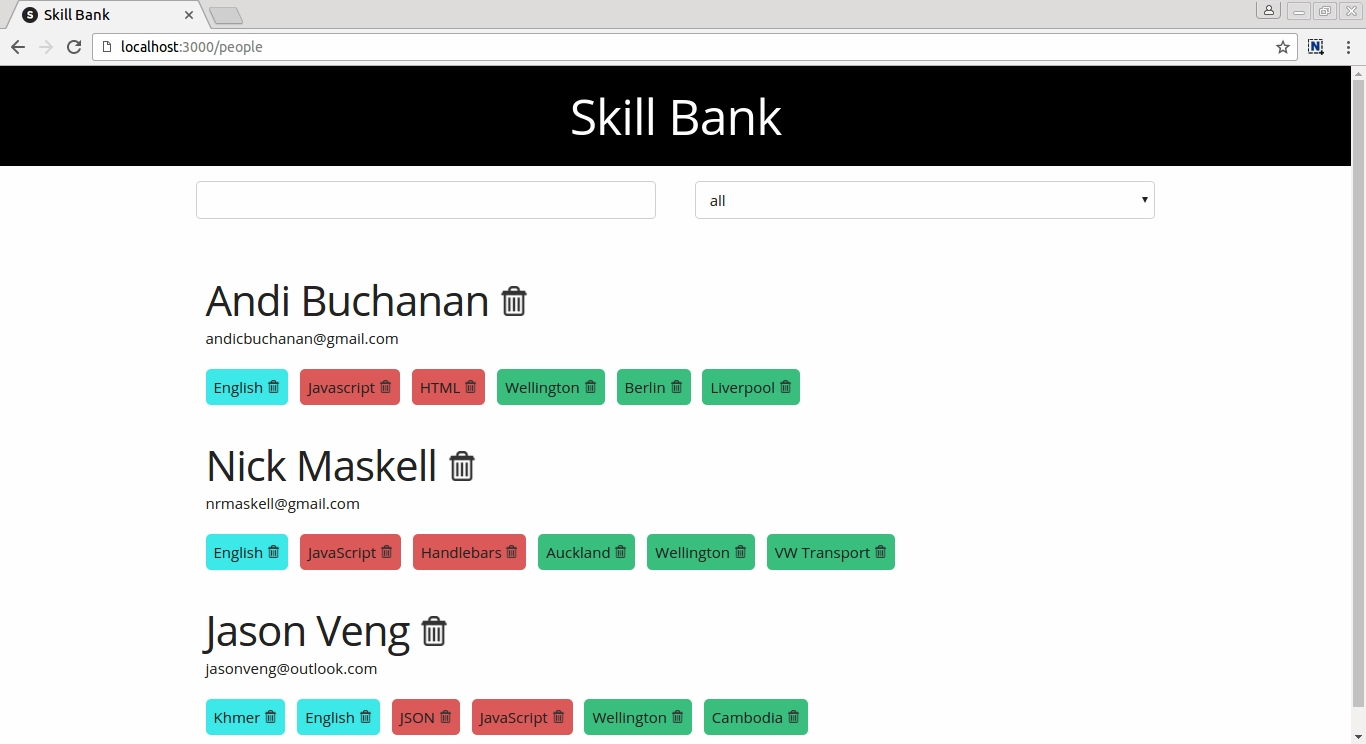 Skill Bank
localhost:3000/people
Skill Bank
all
Andi Buchanan
andicbuchanan@gmail.com
English Javascript HTML Wellington Berlin Liverpool
Nick Maskell
nrmaskell@gmail.com
English JavaScript Handlebars Auckland Wellington VW Transport
Jason Veng
jasonveng@outlook.com
Khmer English JSON JavaScript Wellington Cambodia